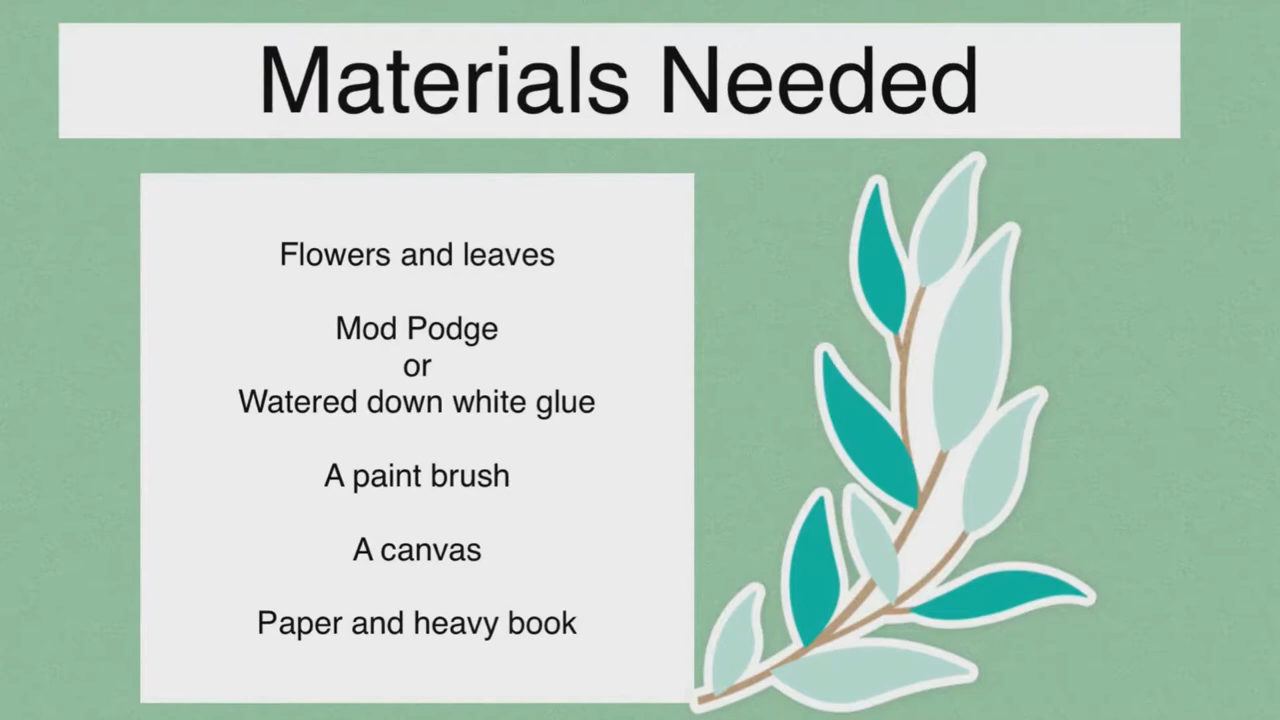 Materials Needed
Flowers and leaves
Mod Podge
or
Watered down white glue
A paint brush
A canvas
Paper and heavy book